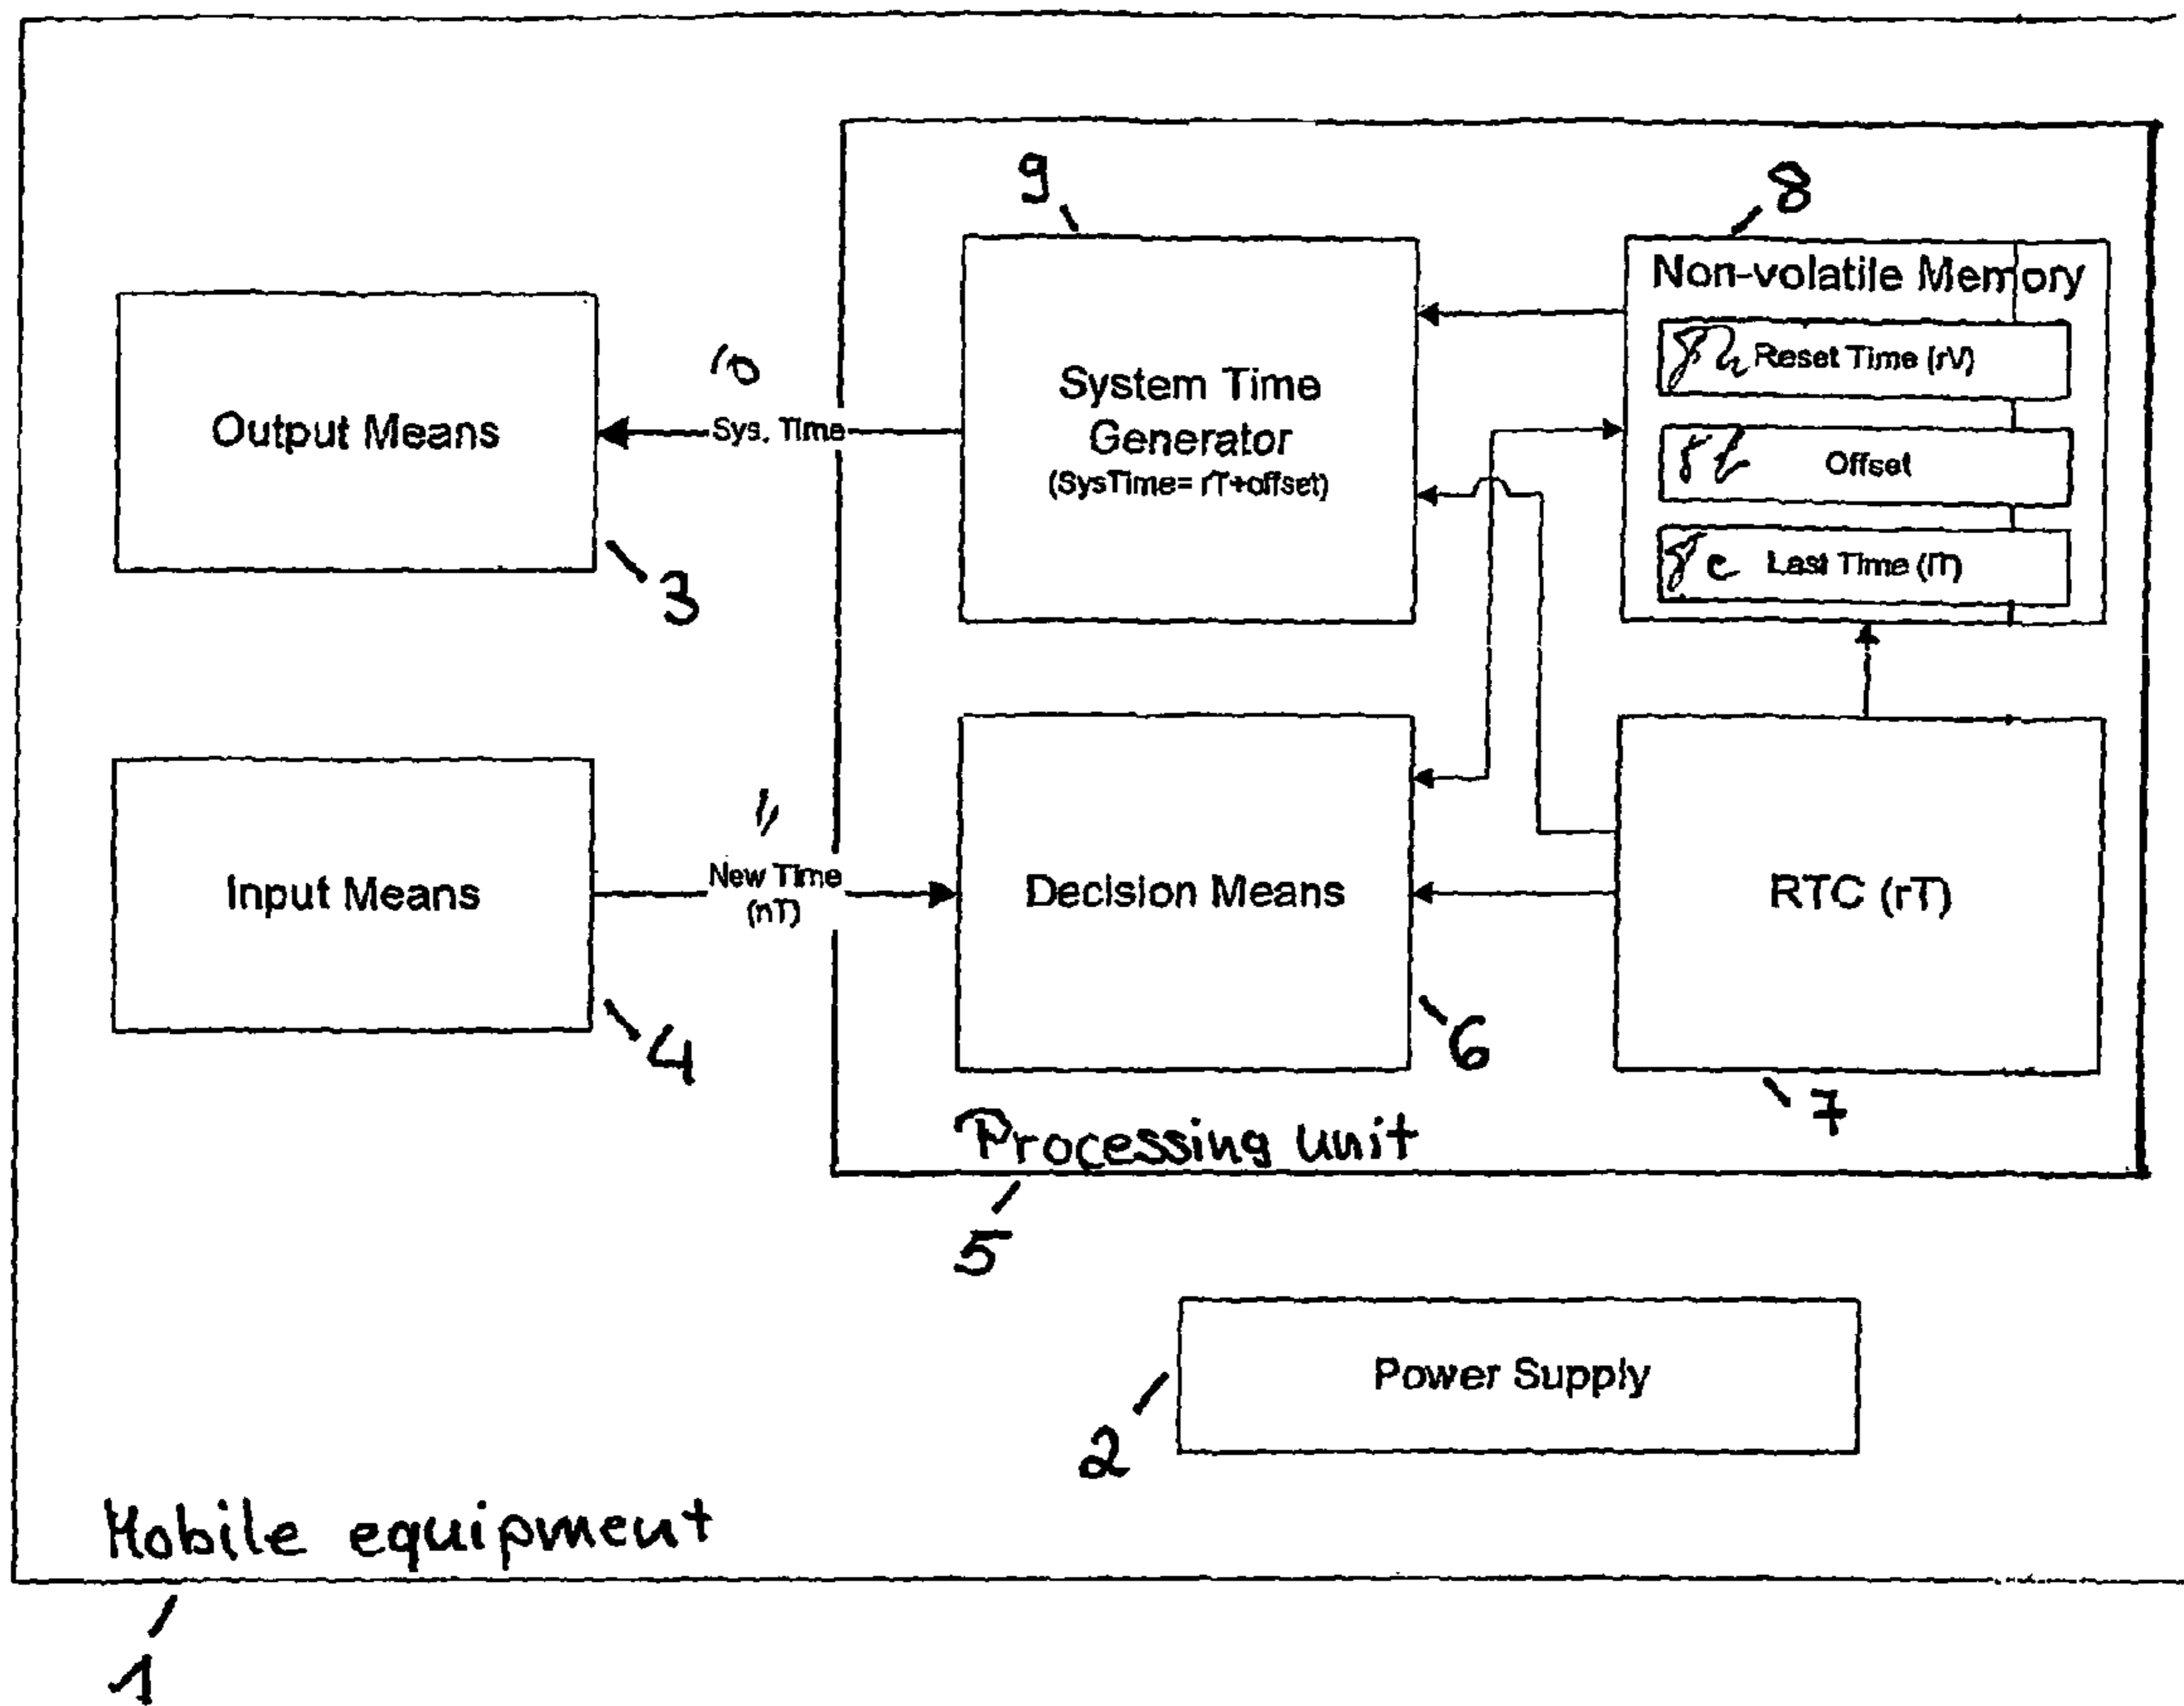 9
8
Non-volatile Memory
8a Reset Time (rV)
8b Offset
8c Last Time (lT)
System Time
Generator
(SysTime= rT+offset)
10
Sys. Time
Output Means
3
11
New Time
(nT)
Input Means
4
Decision Means
6
RTC (rT)
7
Processing unit
5
Power Supply
2
Mobile equipment
1